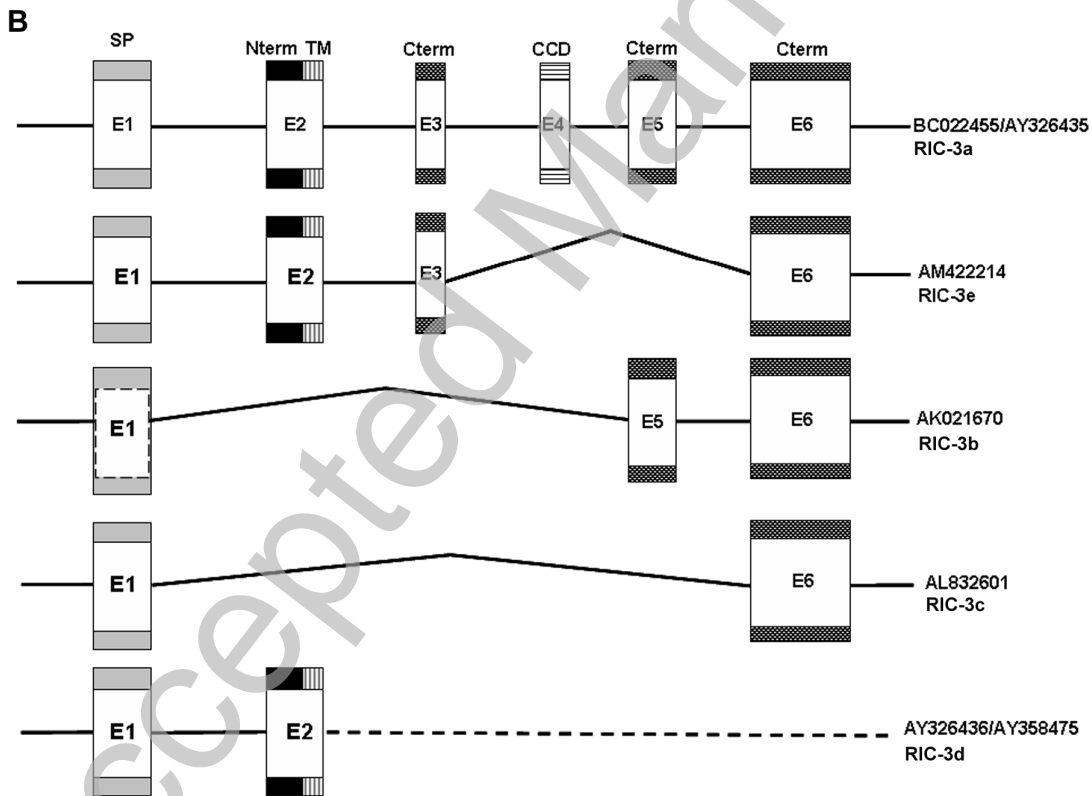 B
SP Nterm TM Cterm CCD Cterm Cterm
E1 E2 E3 E4 E5 E6 BC022455/AY326435
RIC-3a
E1 E2 E3 E6 AM422214
RIC-3e
E1 E5 E6 AK021670
RIC-3b
E1 E6 AL832601
RIC-3c
E1 E2 AY326436/AY358475
RIC-3d
ccepted Man